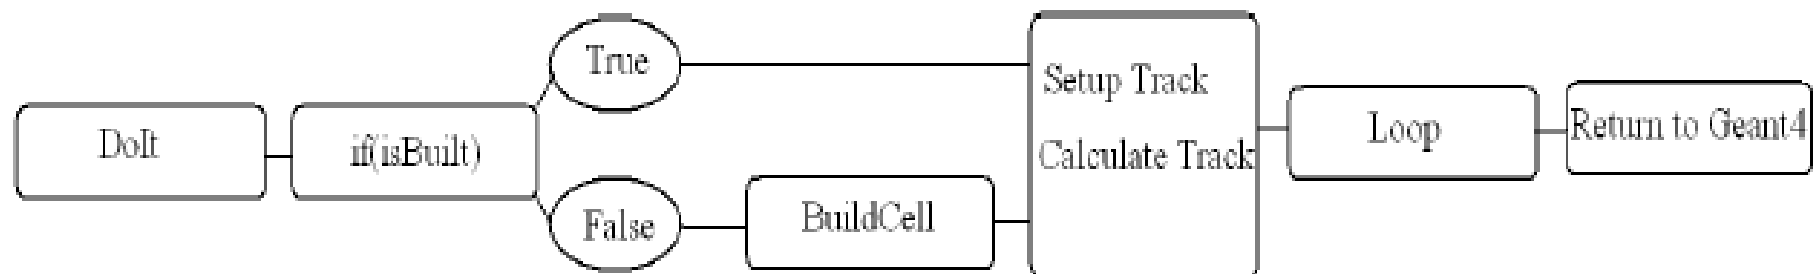 DoIt
if(isBuilt)
True
False
BuildCell
Setup Track
Calculate Track
Loop
Return to Geant4